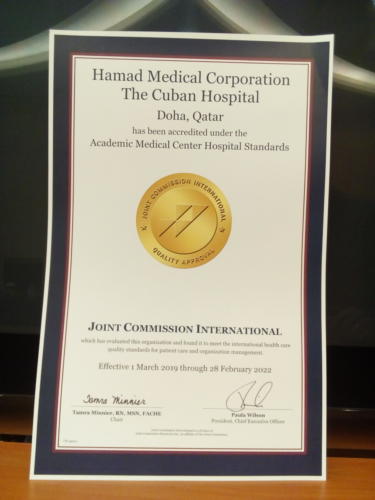 Hamad Medical Corporation
The Cuban Hospital
Doha, Qatar
has been accredited under the
Academic Medical Center Hospital Standards
JOINT COMMISSION INTERNATIONAL
QUALITY APPROVAL
JOINT COMMISSION INTERNATIONAL
which has evaluated this organization and found it to meet the international health care
quality standards for patient care and organization management.
Effective 1 March 2019 through 28 February 2022
Tamra Minnier
Tamra Minnier, RN, MSN, FACHE
Chair
Paula Wilson
President, Chief Executive Officer